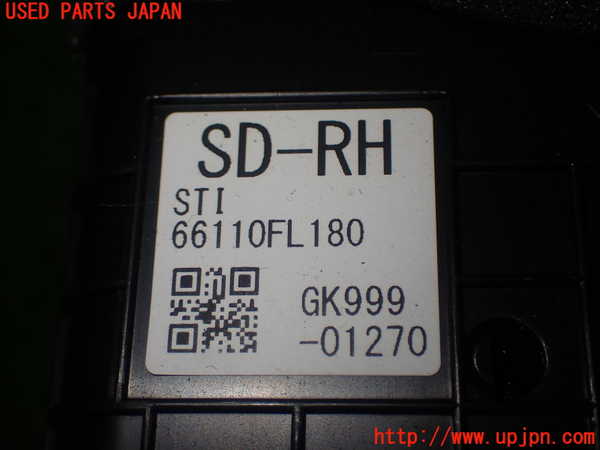 USED PARTS JAPAN
SD-RH
STI
66110FL180
GK999
-01270
http://www.upjpn.com/